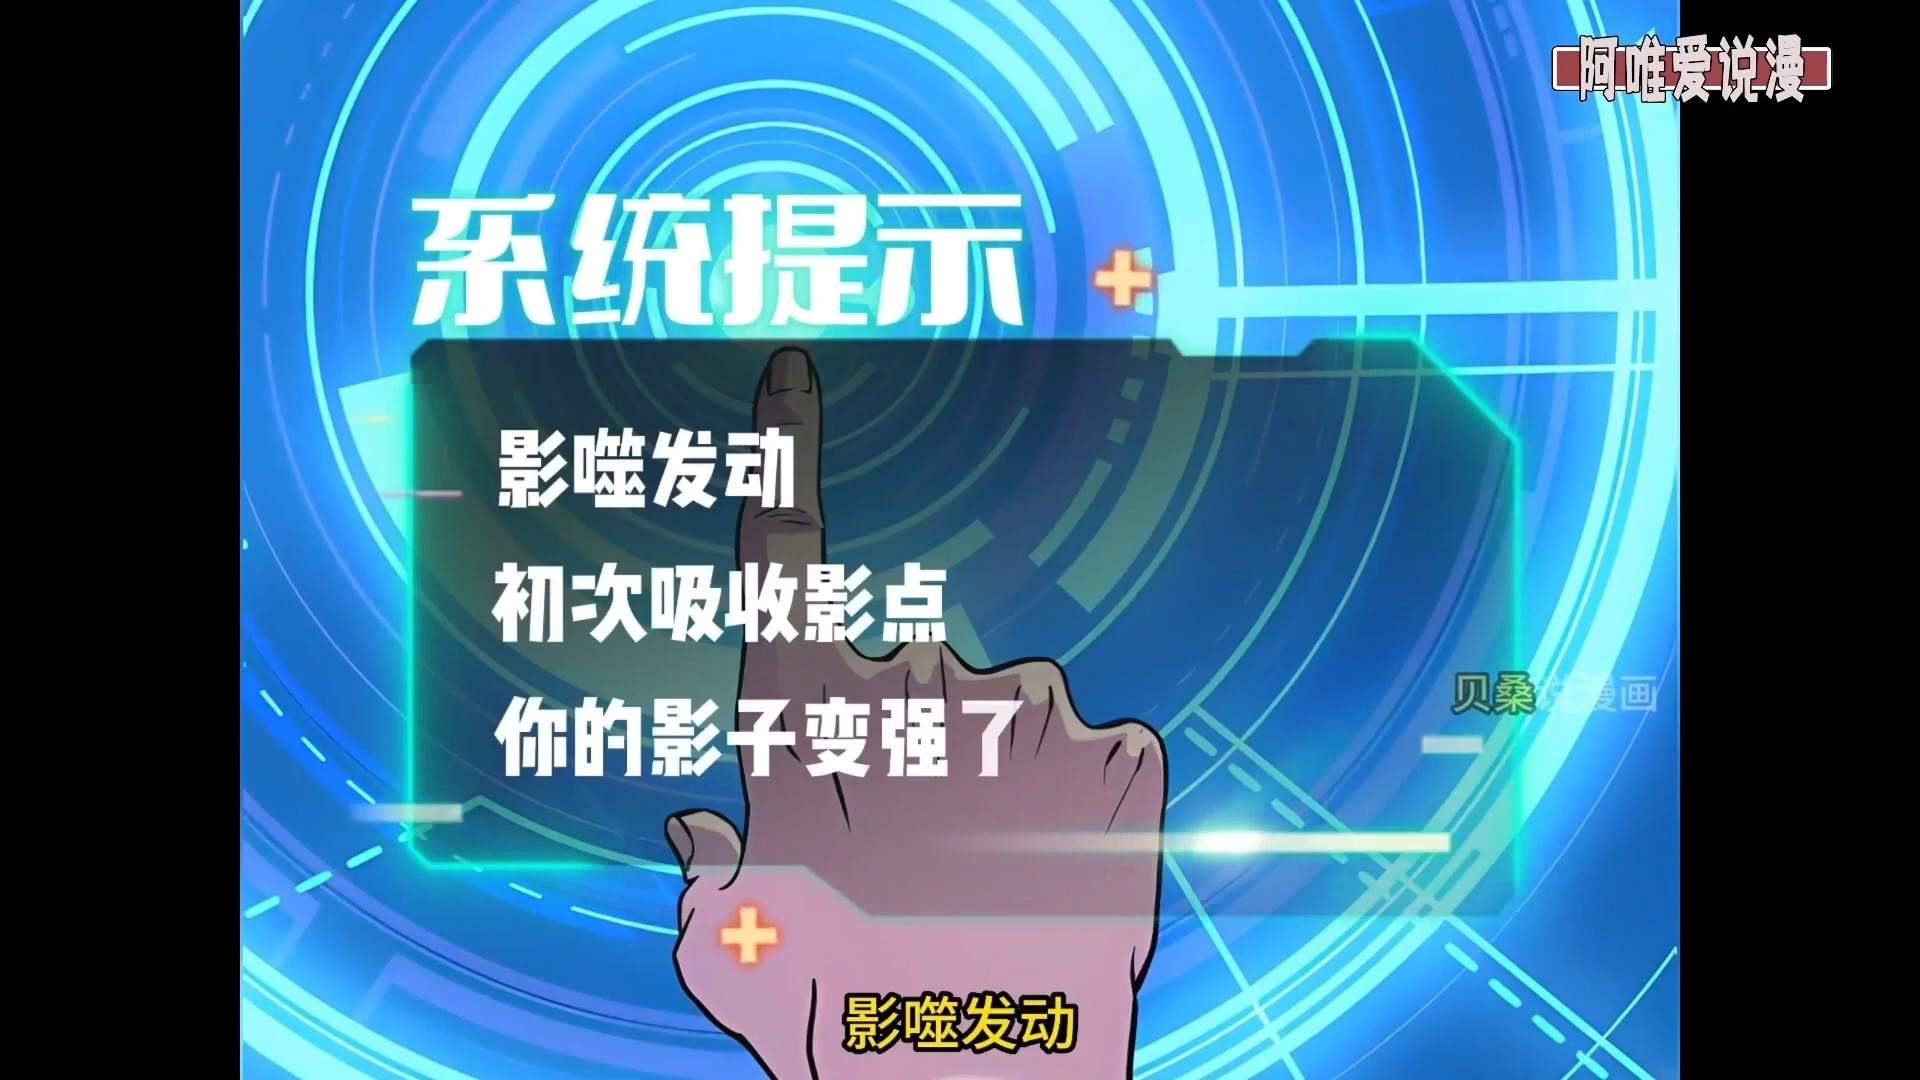 阿唯爱说漫
系统提示
影噬发动
初次吸收影点
你的影子变强了
贝桑说漫画
影噬发动